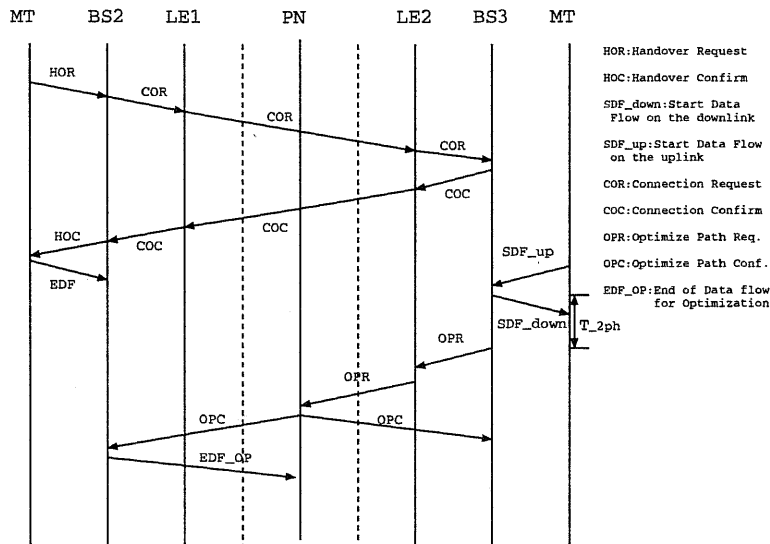 MT BS2 LE1 PN LE2 BS3 MT
HOR
COR
COR
COR
COC
COC
COC
HOC
EDF
SDF_up
SDF_down
T_2ph
OPR
OPR
OPC
OPC
EDF_OP
HOR:Handover Request
HOC:Handover Confirm
SDF_down:Start Data
Flow on the downlink
SDF_up:Start Data Flow
on the uplink
COR:Connection Request
COC:Connection Confirm
OPR:Optimize Path Req.
OPC:Optimize Path Conf.
EDF_OP:End of Data flow
for Optimization